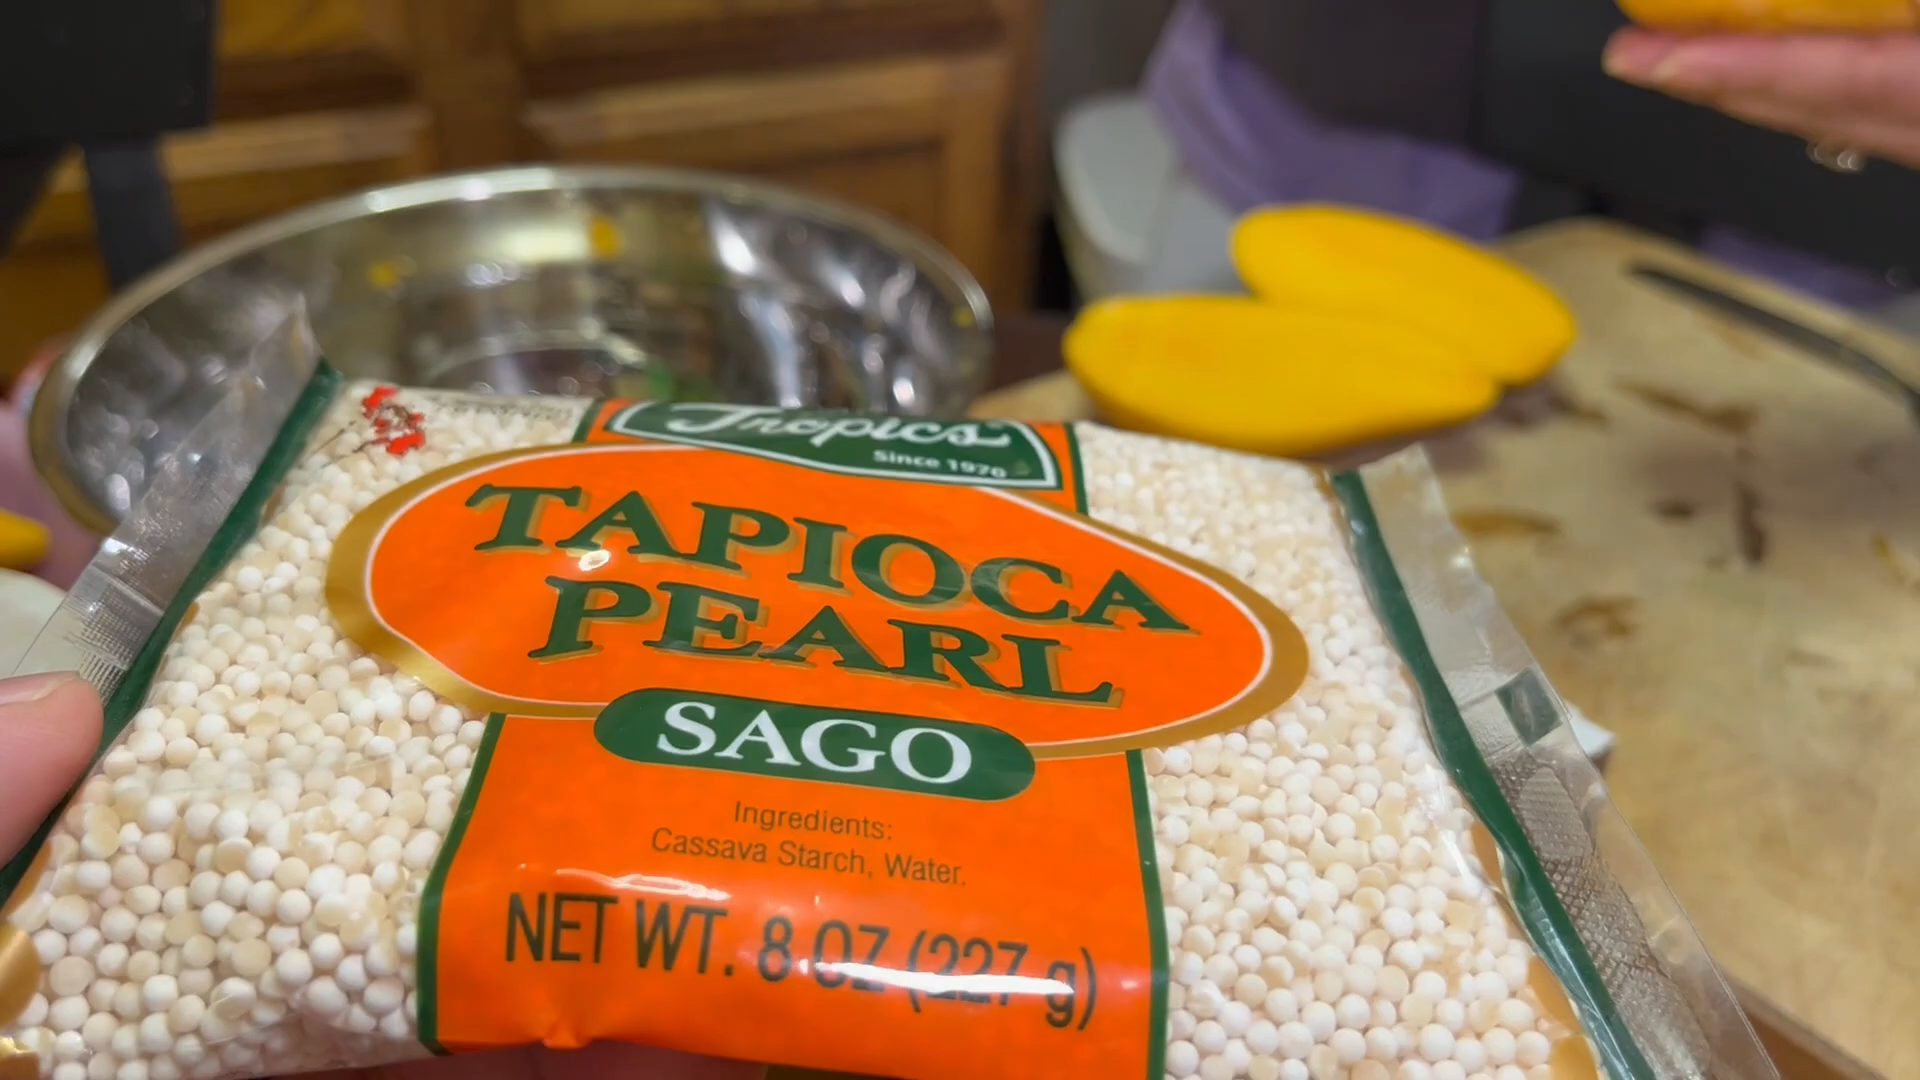 Tropics
Since 1970
TAPIOCA
PEARL
SAGO
Ingredients:
Cassava Starch, Water.
NET WT. 8 OZ (227 g)